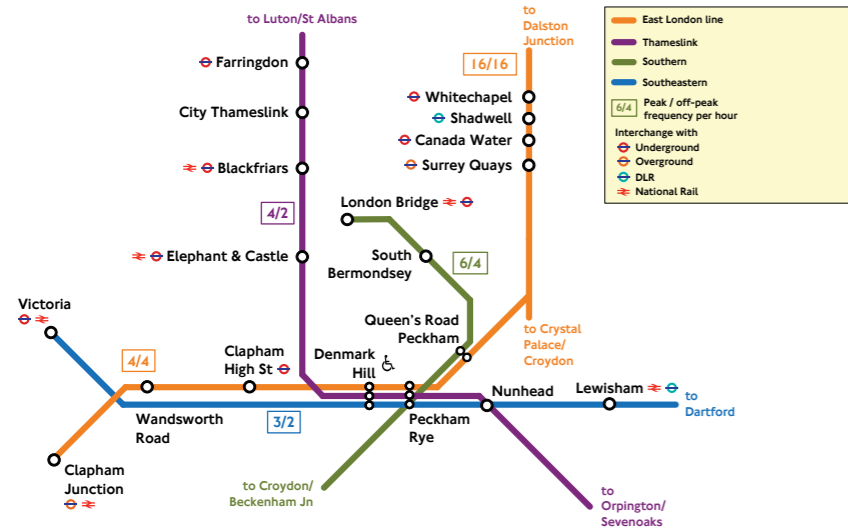 to Luton/St Albans
Farringdon
City Thameslink
Blackfriars
4/2
Elephant & Castle
to
Dalston
Junction
16/16
Whitechapel
Shadwell
Canada Water
Surrey Quays
East London line
Thameslink
Southern
Southeastern
6/4
Peak / off-peak
frequency per hour
Interchange with
Underground
Overground
DLR
National Rail
London Bridge
South
Bermondsey
6/4
Queen's Road
Peckham
to Crystal
Palace/
Croydon
Victoria
4/4
Clapham
High St
Denmark
Hill
Nunhead
Lewisham
to
Dartford
Wandsworth
Road
3/2
Peckham
Rye
Clapham
Junction
to Croydon/
Beckenham Jn
to
Orpington/
Sevenoaks